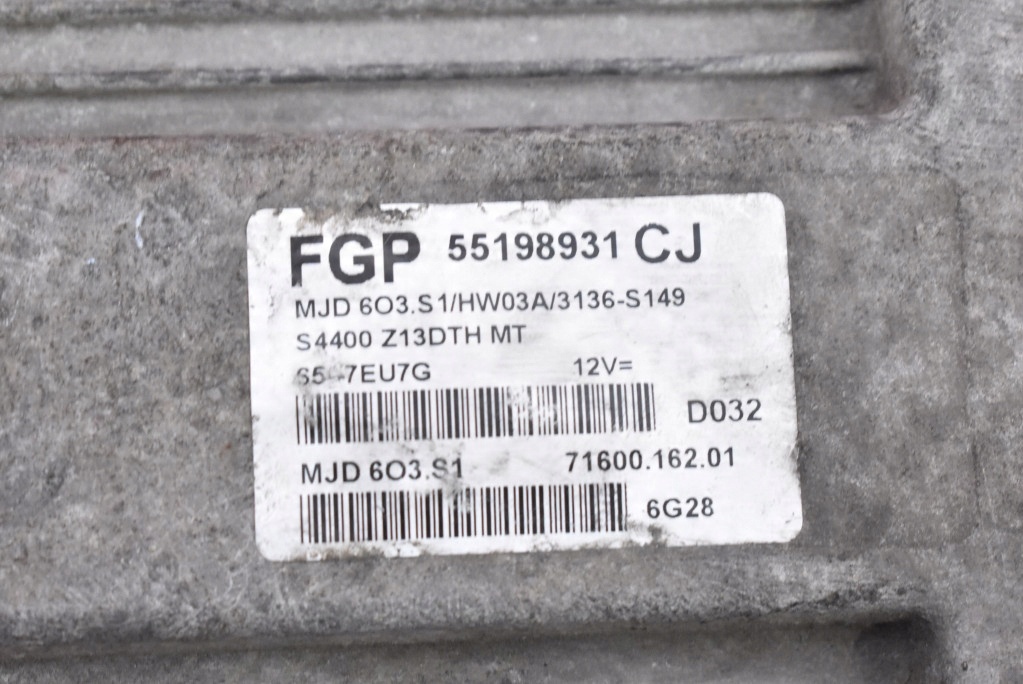 FGP 55198931 CJ
MJD 6O3.S1/HW03A/3136-S149
S4400 Z13DTH MT
12V=
D032
MJD 6O3.S1 71600.162.01
6G28